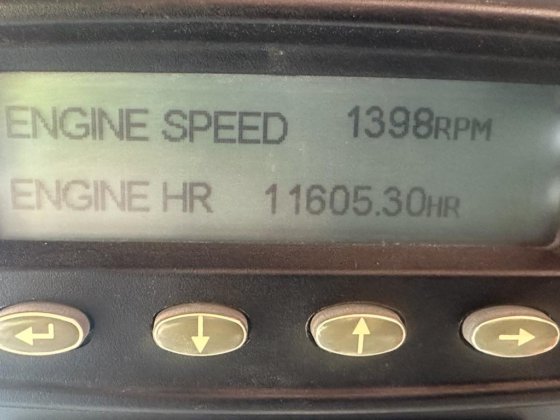 ENGINE SPEED 1398RPM
ENGINE HR 11605.30HR